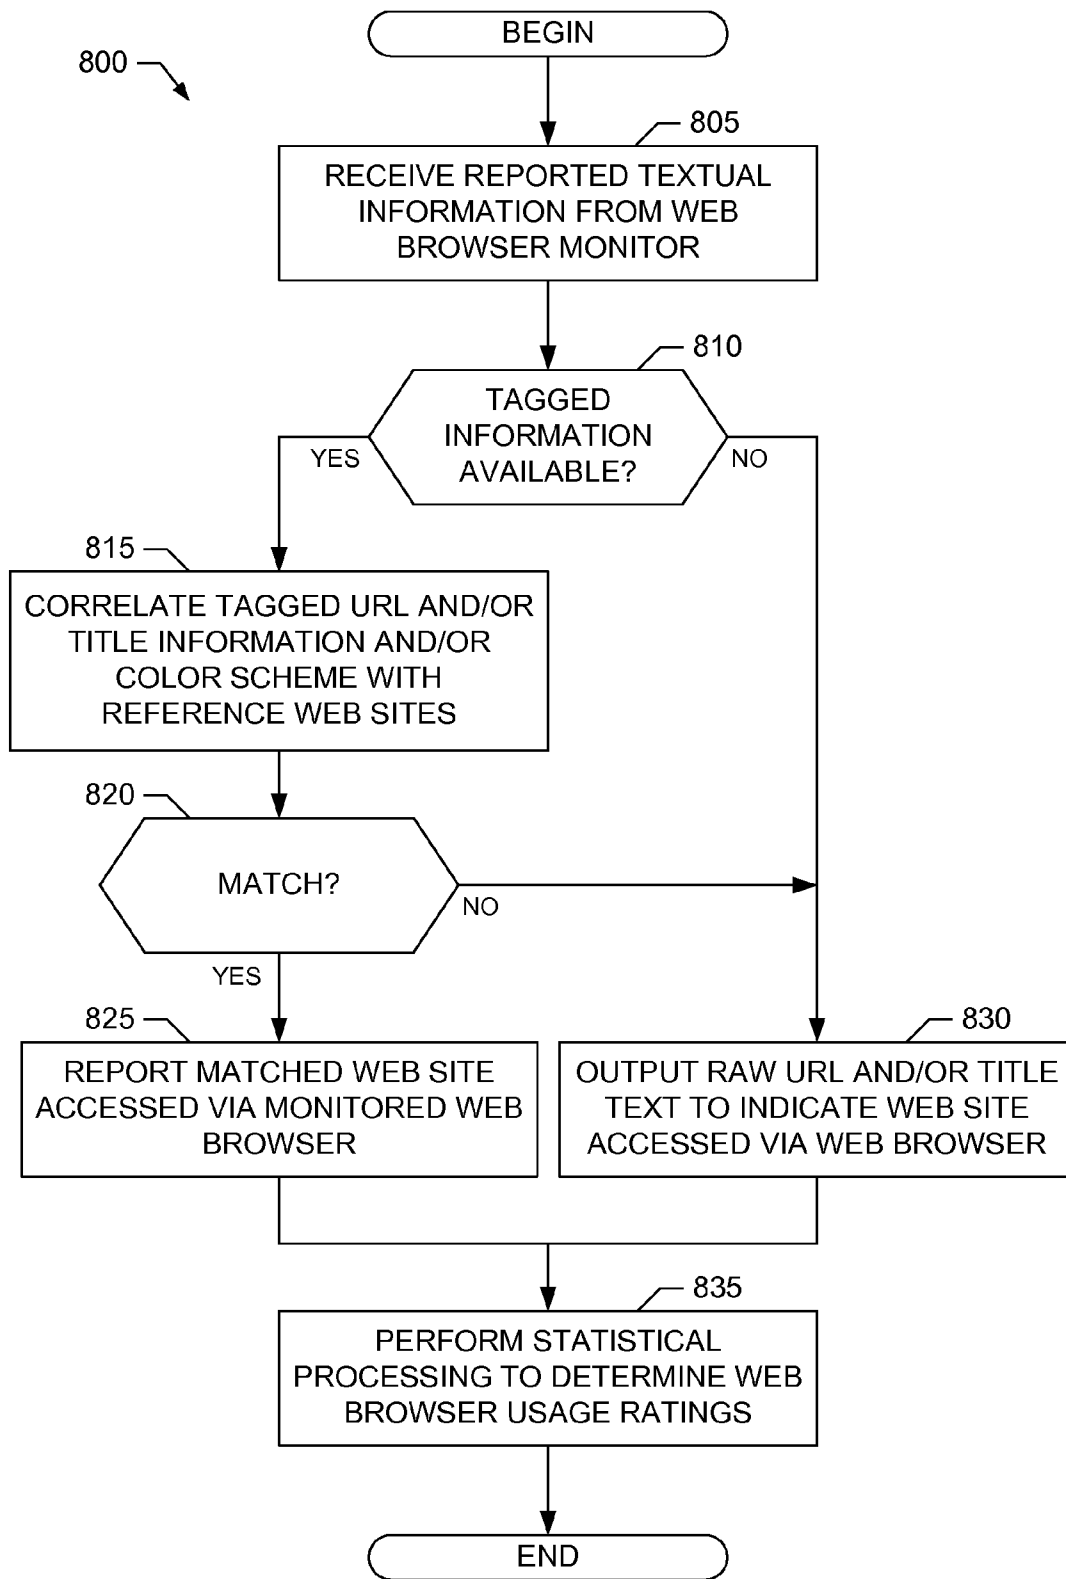 BEGIN
800
805
RECEIVE REPORTED TEXTUAL
INFORMATION FROM WEB
BROWSER MONITOR
810
TAGGED
INFORMATION
AVAILABLE?
YES
NO
815
CORRELATE TAGGED URL AND/OR
TITLE INFORMATION AND/OR
COLOR SCHEME WITH
REFERENCE WEB SITES
820
MATCH?
NO
YES
825
REPORT MATCHED WEB SITE
ACCESSED VIA MONITORED WEB
BROWSER
830
OUTPUT RAW URL AND/OR TITLE
TEXT TO INDICATE WEB SITE
ACCESSED VIA WEB BROWSER
835
PERFORM STATISTICAL
PROCESSING TO DETERMINE WEB
BROWSER USAGE RATINGS
END